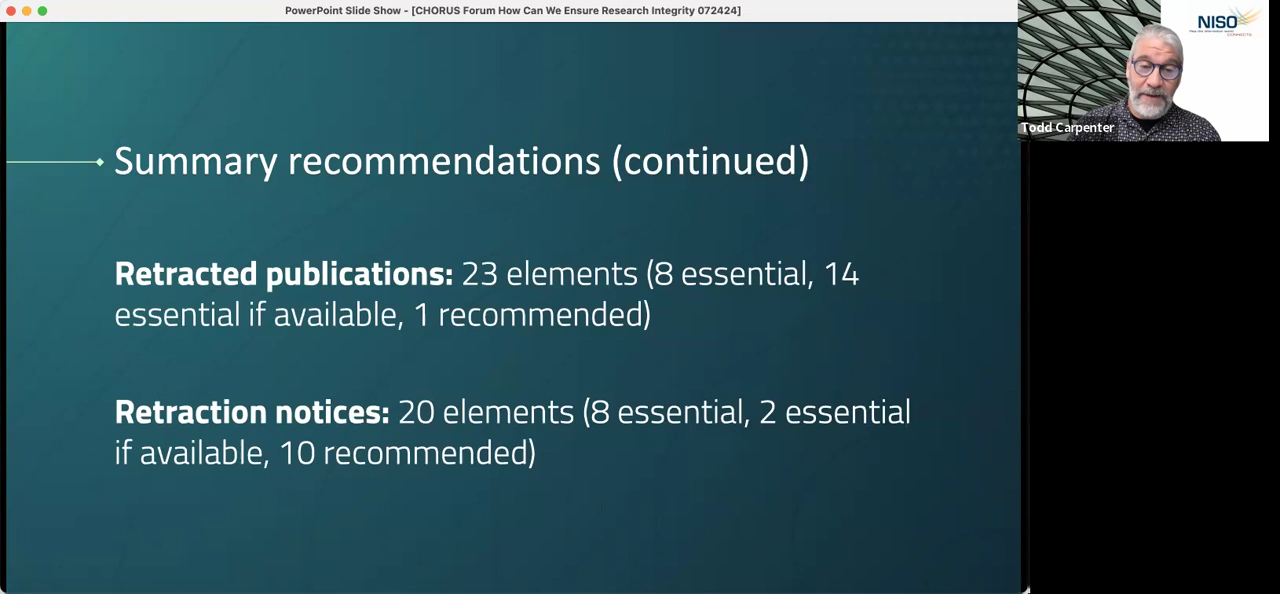 PowerPoint Slide Show - [CHORUS Forum How Can We Ensure Research Integrity 072424]
NISO
CONNECTS
Todd Carpenter
Summary recommendations (continued)
Retracted publications: 23 elements (8 essential, 14
essential if available, 1 recommended)
Retraction notices: 20 elements (8 essential, 2 essential
if available, 10 recommended)